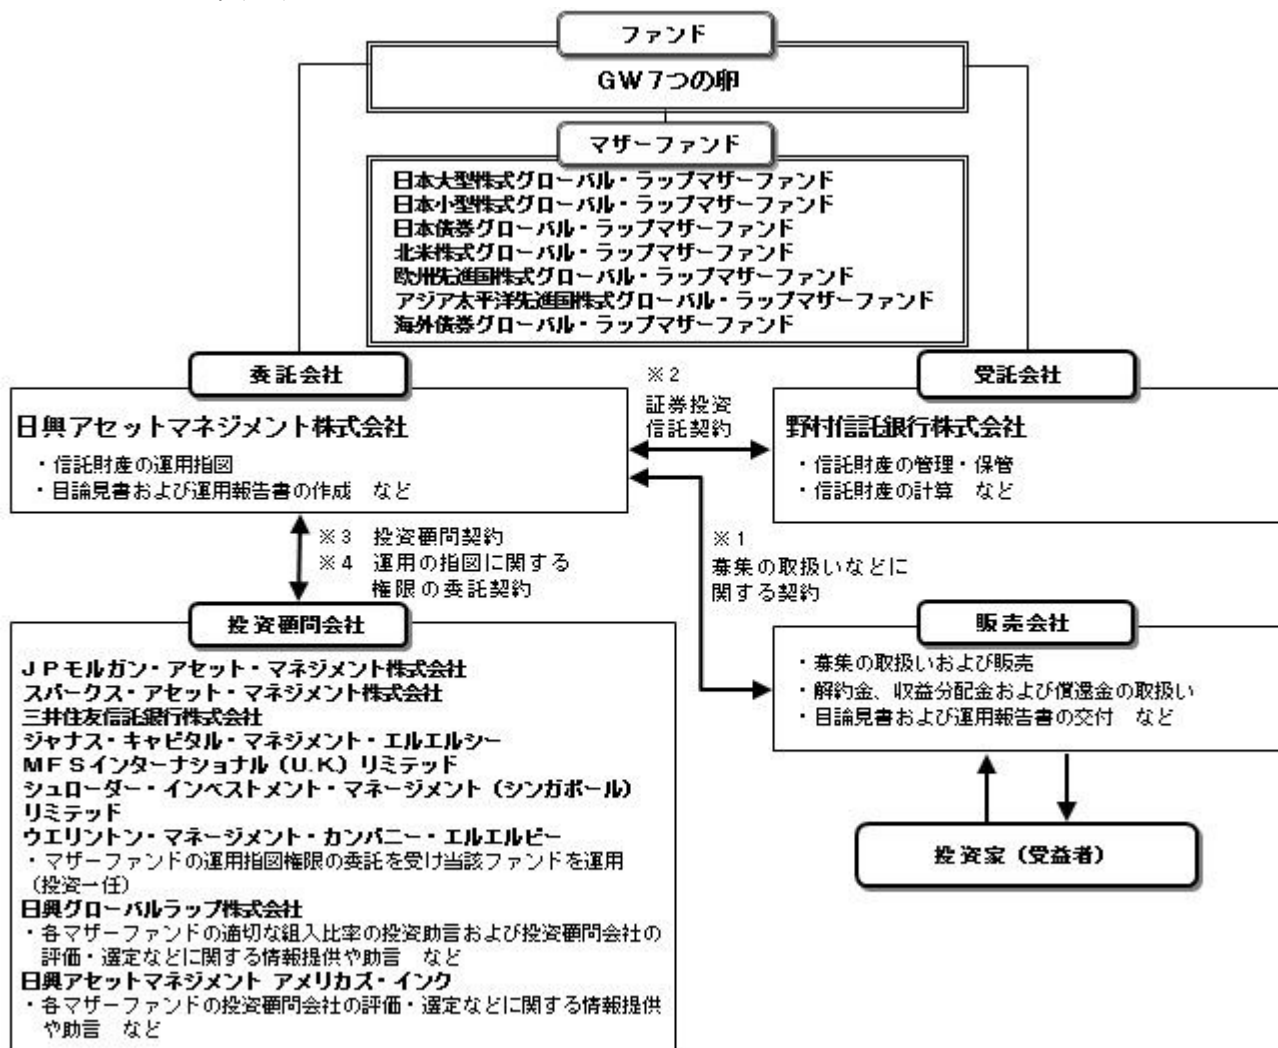 ファンド
GW7つの卵
マザーファンド
日本大型株式グローバル・ラップマザーファンド
日本小型株式グローバル・ラップマザーファンド
日本債券グローバル・ラップマザーファンド
北米株式グローバル・ラップマザーファンド
欧州先進国株式グローバル・ラップマザーファンド
アジア太平洋先進国株式グローバル・ラップマザーファンド
海外債券グローバル・ラップマザーファンド
委託会社
日興アセットマネジメント株式会社
・信託財産の運用指図
・目論見書および運用報告書の作成 など
※2
証券投資
信託契約
受託会社
野村信託銀行株式会社
・信託財産の管理・保管
・信託財産の計算 など
※3 投資顧問契約
※4 運用の指図に関する
権限の委託契約
※1
募集の取扱いなどに
関する契約
投資顧問会社
JPモルガン・アセット・マネジメント株式会社
スパークス・アセット・マネジメント株式会社
三井住友信託銀行株式会社
ジャナス・キャピタル・マネジメント・エルエルシー
MFSインターナショナル(U.K)リミテッド
シュローダー・インベストメント・マネージメント(シンガポール)
リミテッド
ウエリントン・マネージメント・カンパニー・エルエルピー
・マザーファンドの運用指図権限の委託を受け当該ファンドを運用
(投資一任)
日興グローバルラップ株式会社
・各マザーファンドの適切な組入比率の投資助言および投資顧問会社の
評価・選定などに関する情報提供や助言 など
日興アセットマネジメント アメリカズ・インク
・各マザーファンドの投資顧問会社の評価・選定などに関する情報提供
や助言 など
販売会社
・募集の取扱いおよび販売
・解約金、収益分配金および償還金の取扱い
・目論見書および運用報告書の交付 など
投資家(受益者)